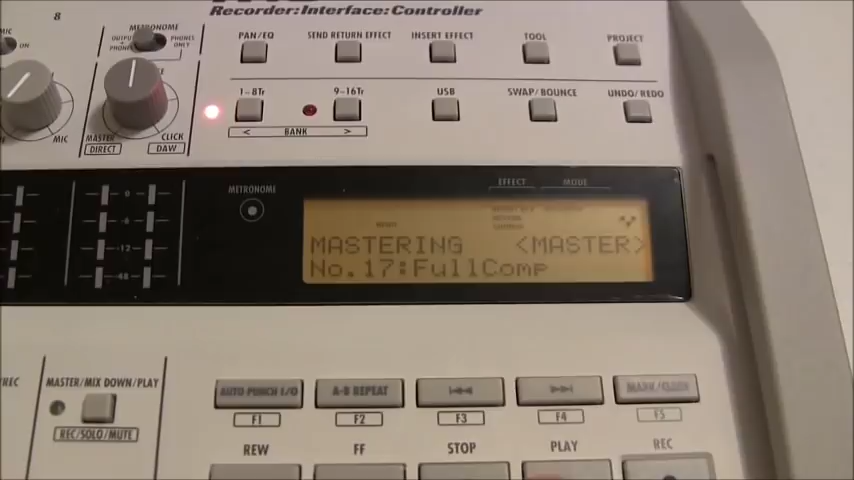 Recorder:Interface:Controller
8
METRONOME
OUTPUT + PHONES
PHONES ONLY
ON
PAN/EQ
SEND RETURN EFFECT
INSERT EFFECT
TOOL
PROJECT
1~8Tr
9~16Tr
USB
SWAP/BOUNCE
UNDO/REDO
< BANK >
MIC
MASTER
CLICK
DIRECT
DAW
METRONOME
EFFECT
MODE
0
-6
-12
-48
MASTERING <MASTER>
No.17:FullComp
/REC
MASTER/MIX DOWN/PLAY
REC/SOLO/MUTE
AUTO PUNCH I/O
A-B REPEAT
MARK/CLEAR
F1
F2
F3
F4
F5
REW
FF
STOP
PLAY
REC